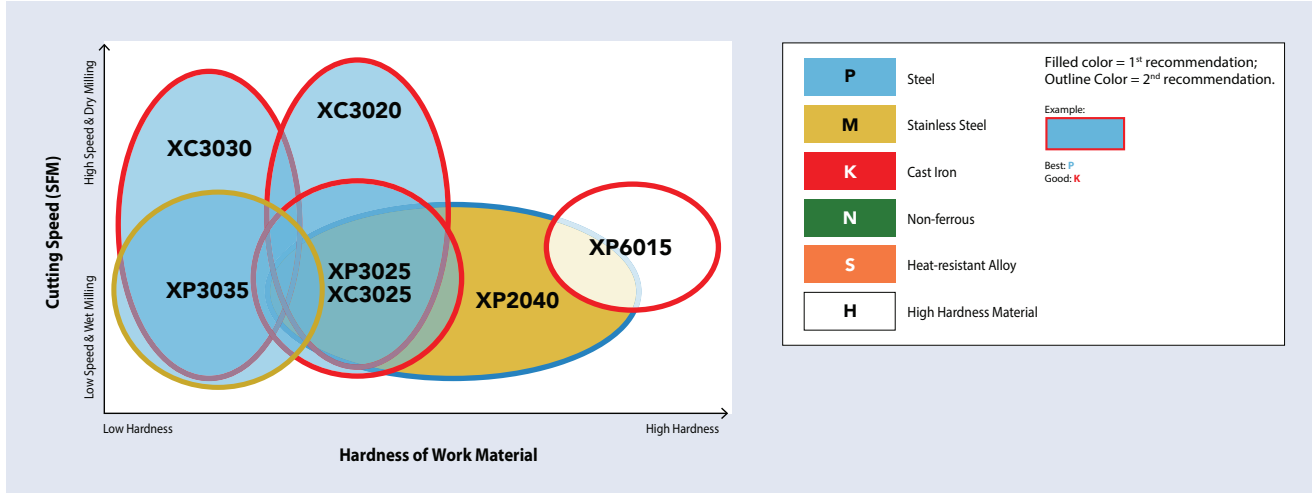 Cutting Speed (SFM)
High Speed & Dry Milling
Low Speed & Wet Milling
XC3030
XC3020
XP3035
XP3025
XC3025
XP2040
XP6015
Low Hardness
High Hardness
Hardness of Work Material
P Steel
M Stainless Steel
K Cast Iron
N Non-ferrous
S Heat-resistant Alloy
H High Hardness Material
Filled color = 1st recommendation;
Outline Color = 2nd recommendation.
Example:
Best: P
Good: K